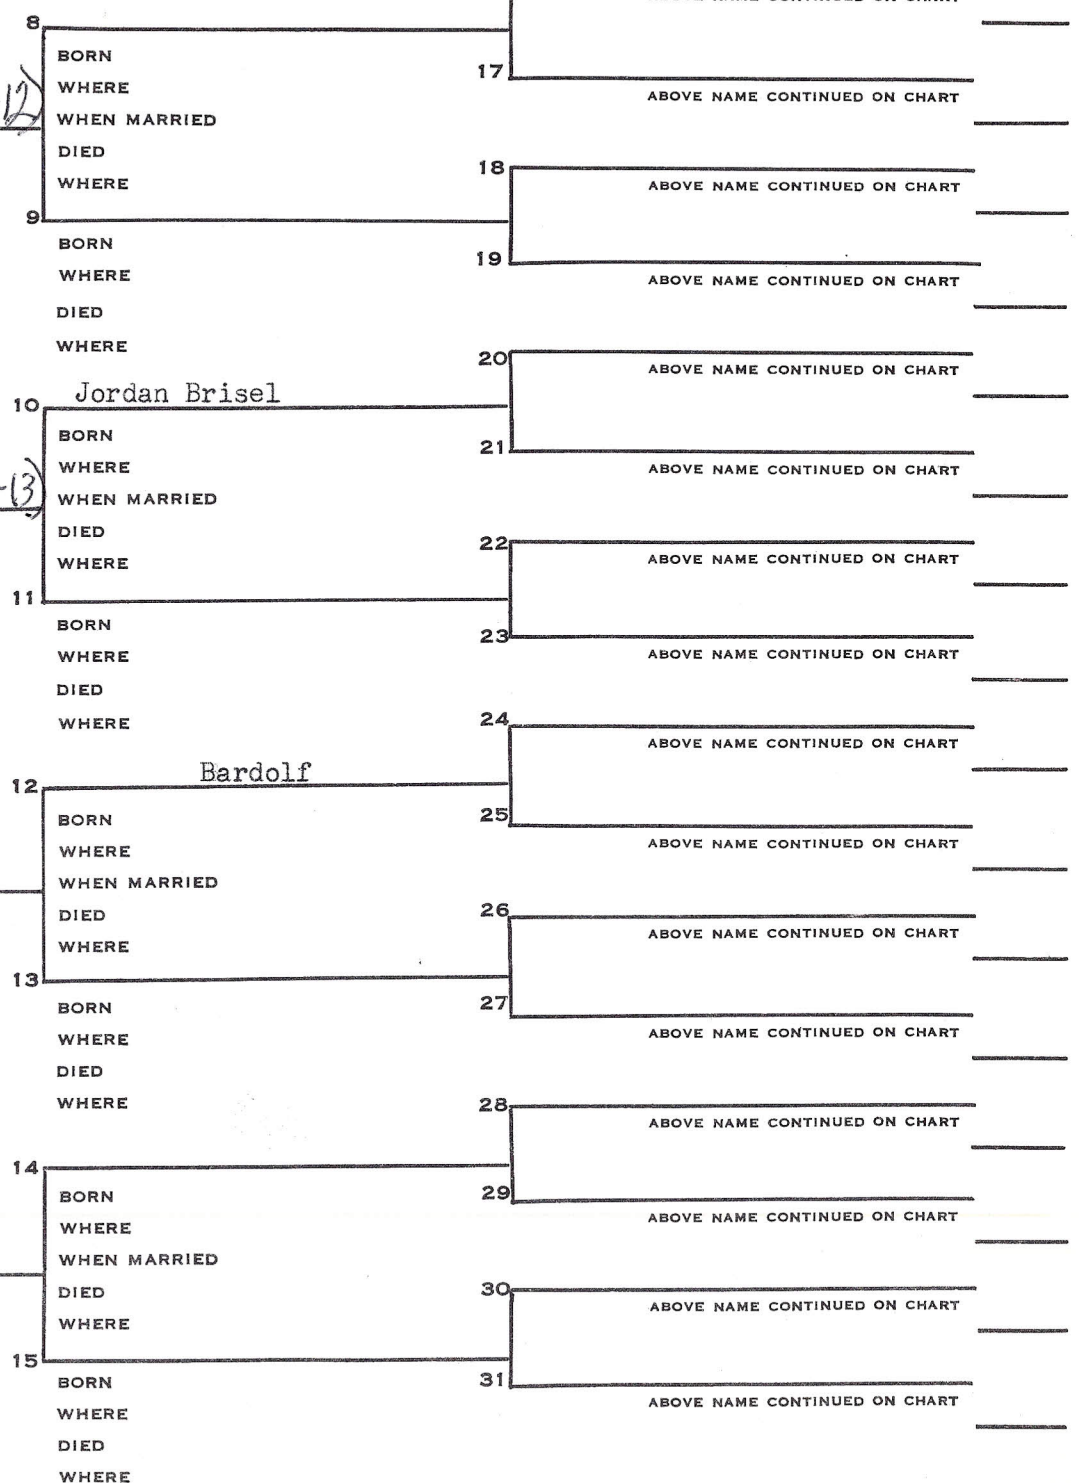 ABOVE NAME CONTINUED ON CHART
8
BORN
17
12)
WHERE
ABOVE NAME CONTINUED ON CHART
WHEN MARRIED
DIED
18
WHERE
ABOVE NAME CONTINUED ON CHART
9
BORN
19
WHERE
ABOVE NAME CONTINUED ON CHART
DIED
WHERE
20
ABOVE NAME CONTINUED ON CHART
Jordan Brisel
10
BORN
21
WHERE
ABOVE NAME CONTINUED ON CHART
-13)
WHEN MARRIED
DIED
22
WHERE
ABOVE NAME CONTINUED ON CHART
11
BORN
23
WHERE
ABOVE NAME CONTINUED ON CHART
DIED
WHERE
24
ABOVE NAME CONTINUED ON CHART
Bardolf
12
BORN
25
WHERE
ABOVE NAME CONTINUED ON CHART
WHEN MARRIED
DIED
26
WHERE
ABOVE NAME CONTINUED ON CHART
13
BORN
27
WHERE
ABOVE NAME CONTINUED ON CHART
DIED
WHERE
28
ABOVE NAME CONTINUED ON CHART
14
BORN
29
WHERE
ABOVE NAME CONTINUED ON CHART
WHEN MARRIED
DIED
30
WHERE
ABOVE NAME CONTINUED ON CHART
15
BORN
31
WHERE
ABOVE NAME CONTINUED ON CHART
DIED
WHERE